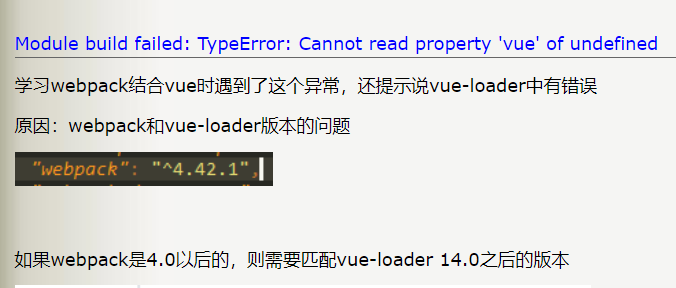 Module build failed: TypeError: Cannot read property 'vue' of undefined
学习webpack结合vue时遇到了这个异常，还提示说vue-loader中有错误
原因：webpack和vue-loader版本的问题
"webpack": "^4.42.1",
如果webpack是4.0以后的，则需要匹配vue-loader 14.0之后的版本